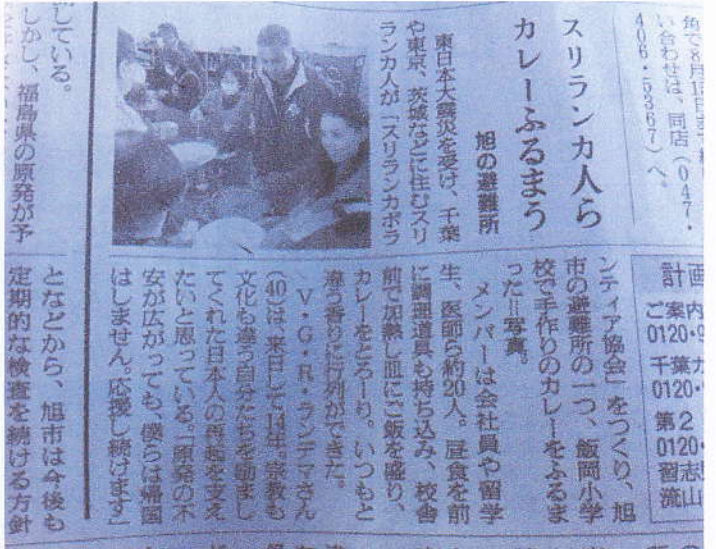 い合わせは、同店（047・
406・5367）へ。
スリランカ人ら
カレーふるまう
旭の避難所
東日本大震災を受け、千葉
や東京、茨城などに住むスリ
ランカ人が「スリランカボラ
ンティア協会」をつくり、旭
市の避難所の一つ、飯岡小学
校で手作りのカレーをふるま
った＝写真。
メンバーは会社員や留学
生、医師ら約20人。昼食を前
に調理道具も持ち込み、校舎
前で加熱し皿にご飯を盛り、
カレーをとろーり。いつもと
違う香りに行列ができた。
V・G・R・ランデマさん
（40）は、来日して14年。宗教も
文化も違う自分たちを励まし
てくれた日本人の再起を支え
たいと思っている。「原発の不
安が広がっても、僕らは帰国
はしません。応援し続けます」
している。
しかし、福島県の原発が予
となどから、旭市は今後も
定期的な検査を続ける方針
計画
ご案内
0120・9
千葉カ
0120・
第2
0120・
習志
流山